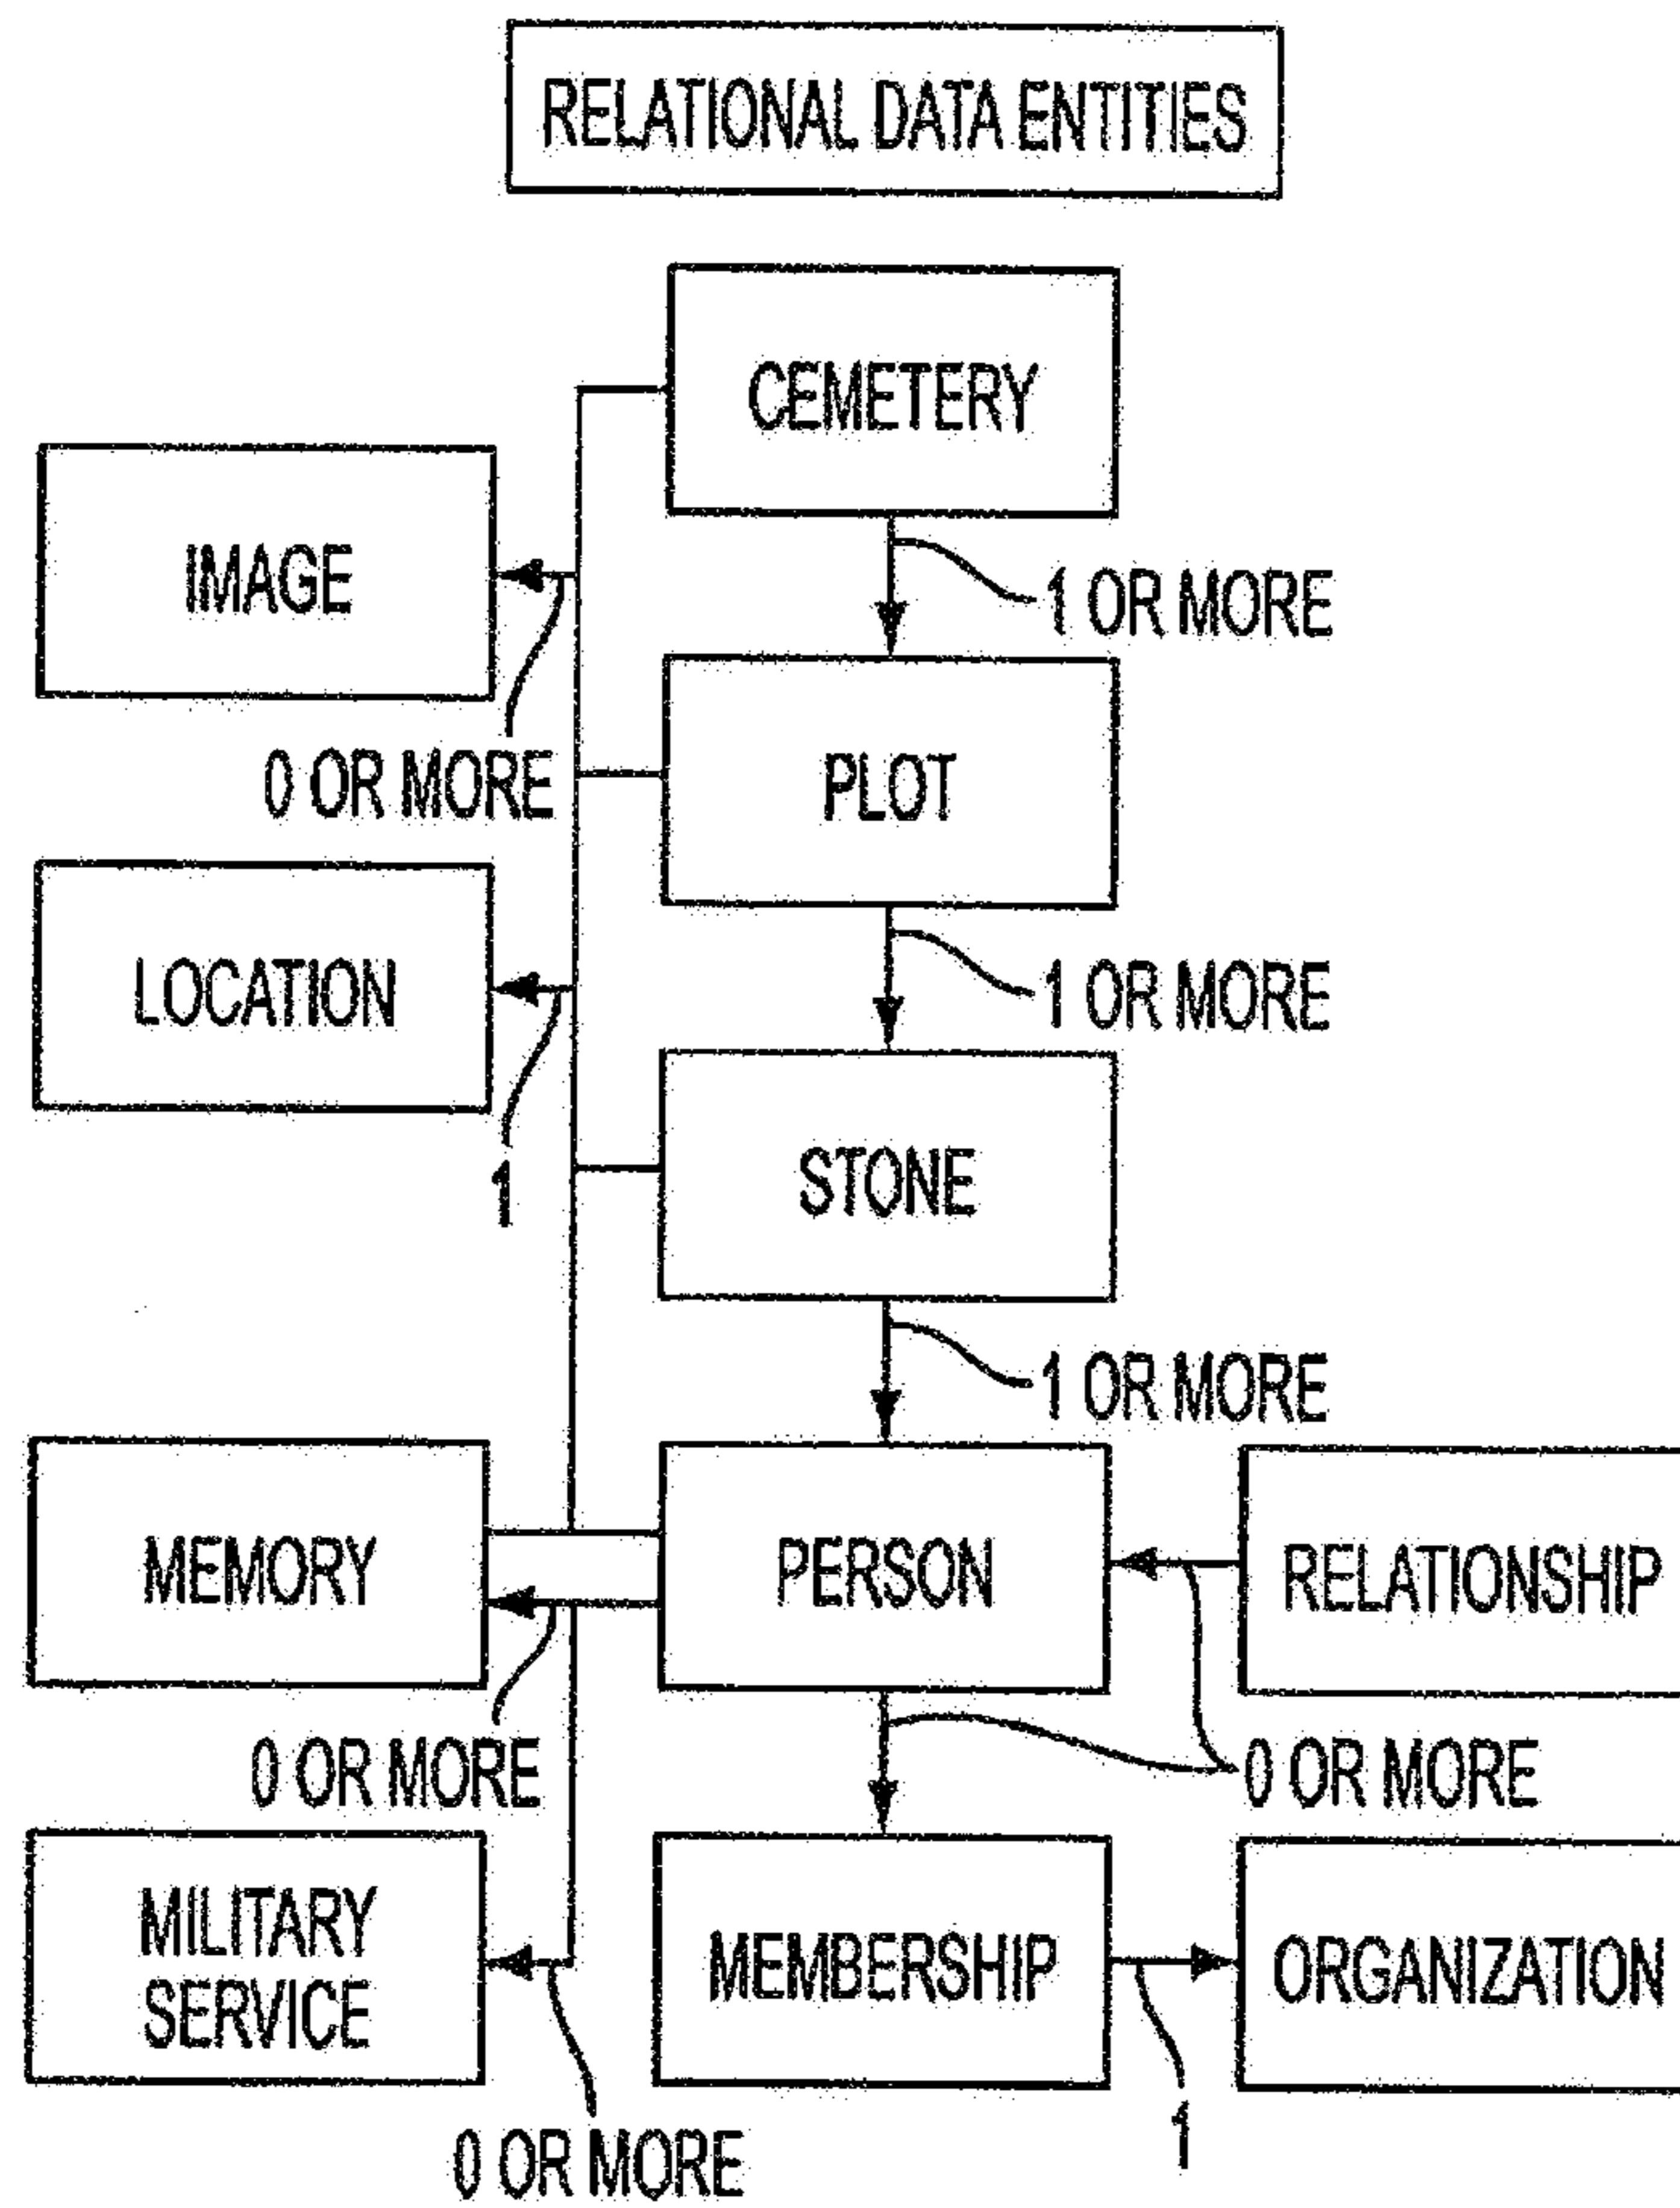 RELATIONAL DATA ENTITIES
CEMETERY
IMAGE
1 OR MORE
0 OR MORE
PLOT
LOCATION
1 OR MORE
1
STONE
1 OR MORE
MEMORY
PERSON
RELATIONSHIP
0 OR MORE
0 OR MORE
MILITARY
SERVICE
MEMBERSHIP
ORGANIZATION
0 OR MORE
1